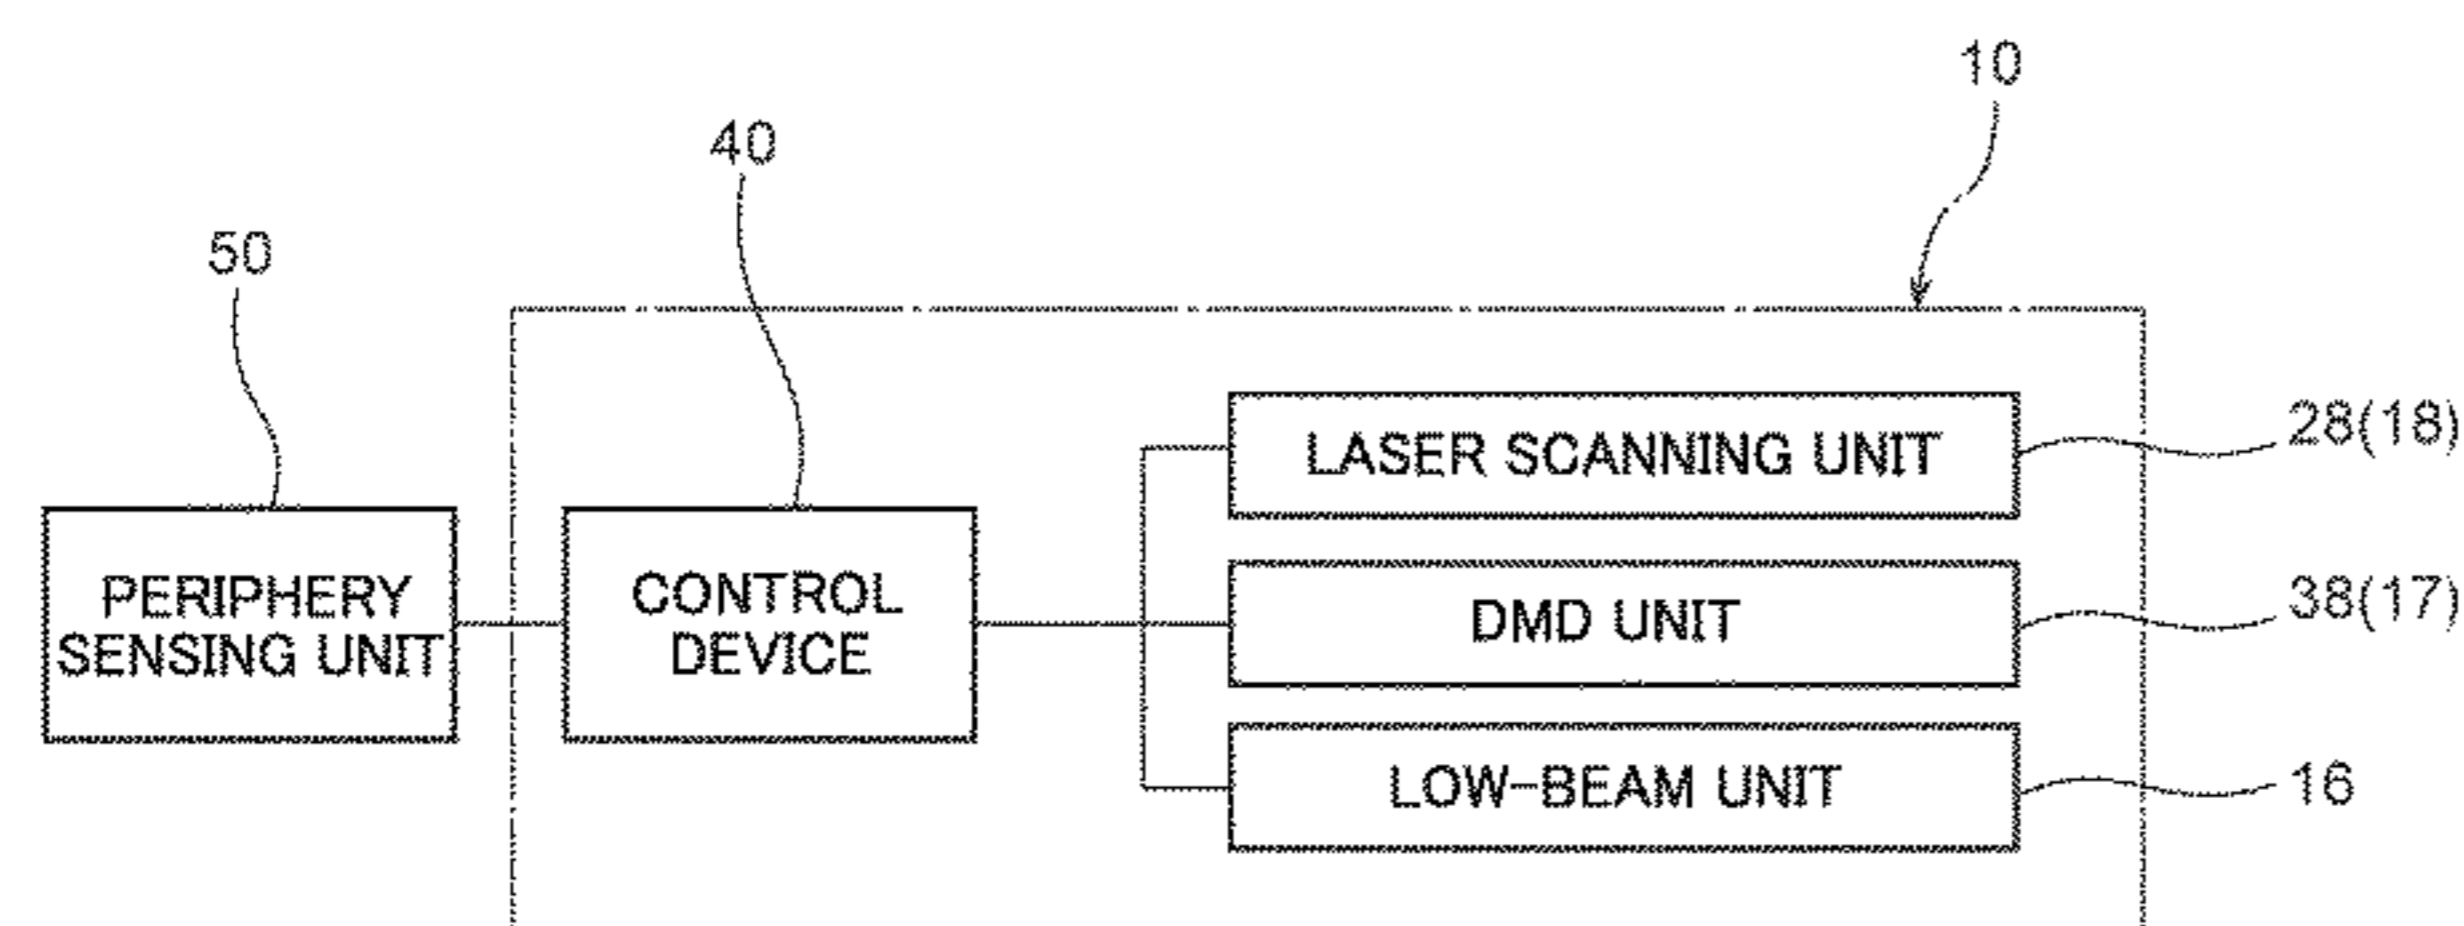 10
40
50
LASER SCANNING UNIT
28(18)
PERIPHERY
SENSING UNIT
CONTROL
DEVICE
DMD UNIT
38(17)
LOW-BEAM UNIT
16